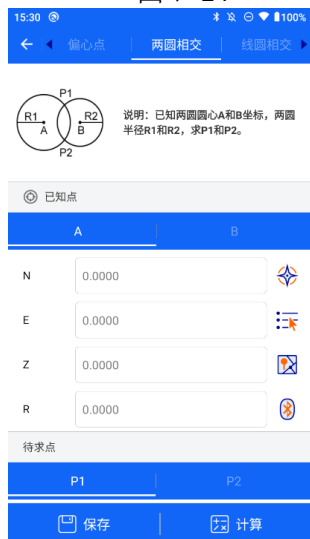 15:30
100%
偏心点
两圆相交
线圆相交
P1
R1
R2
A
B
P2
说明：已知两圆圆心A和B坐标，两圆
半径R1和R2，求P1和P2。
已知点
A
B
N
0.0000
E
0.0000
Z
0.0000
R
0.0000
待求点
P1
P2
保存
计算